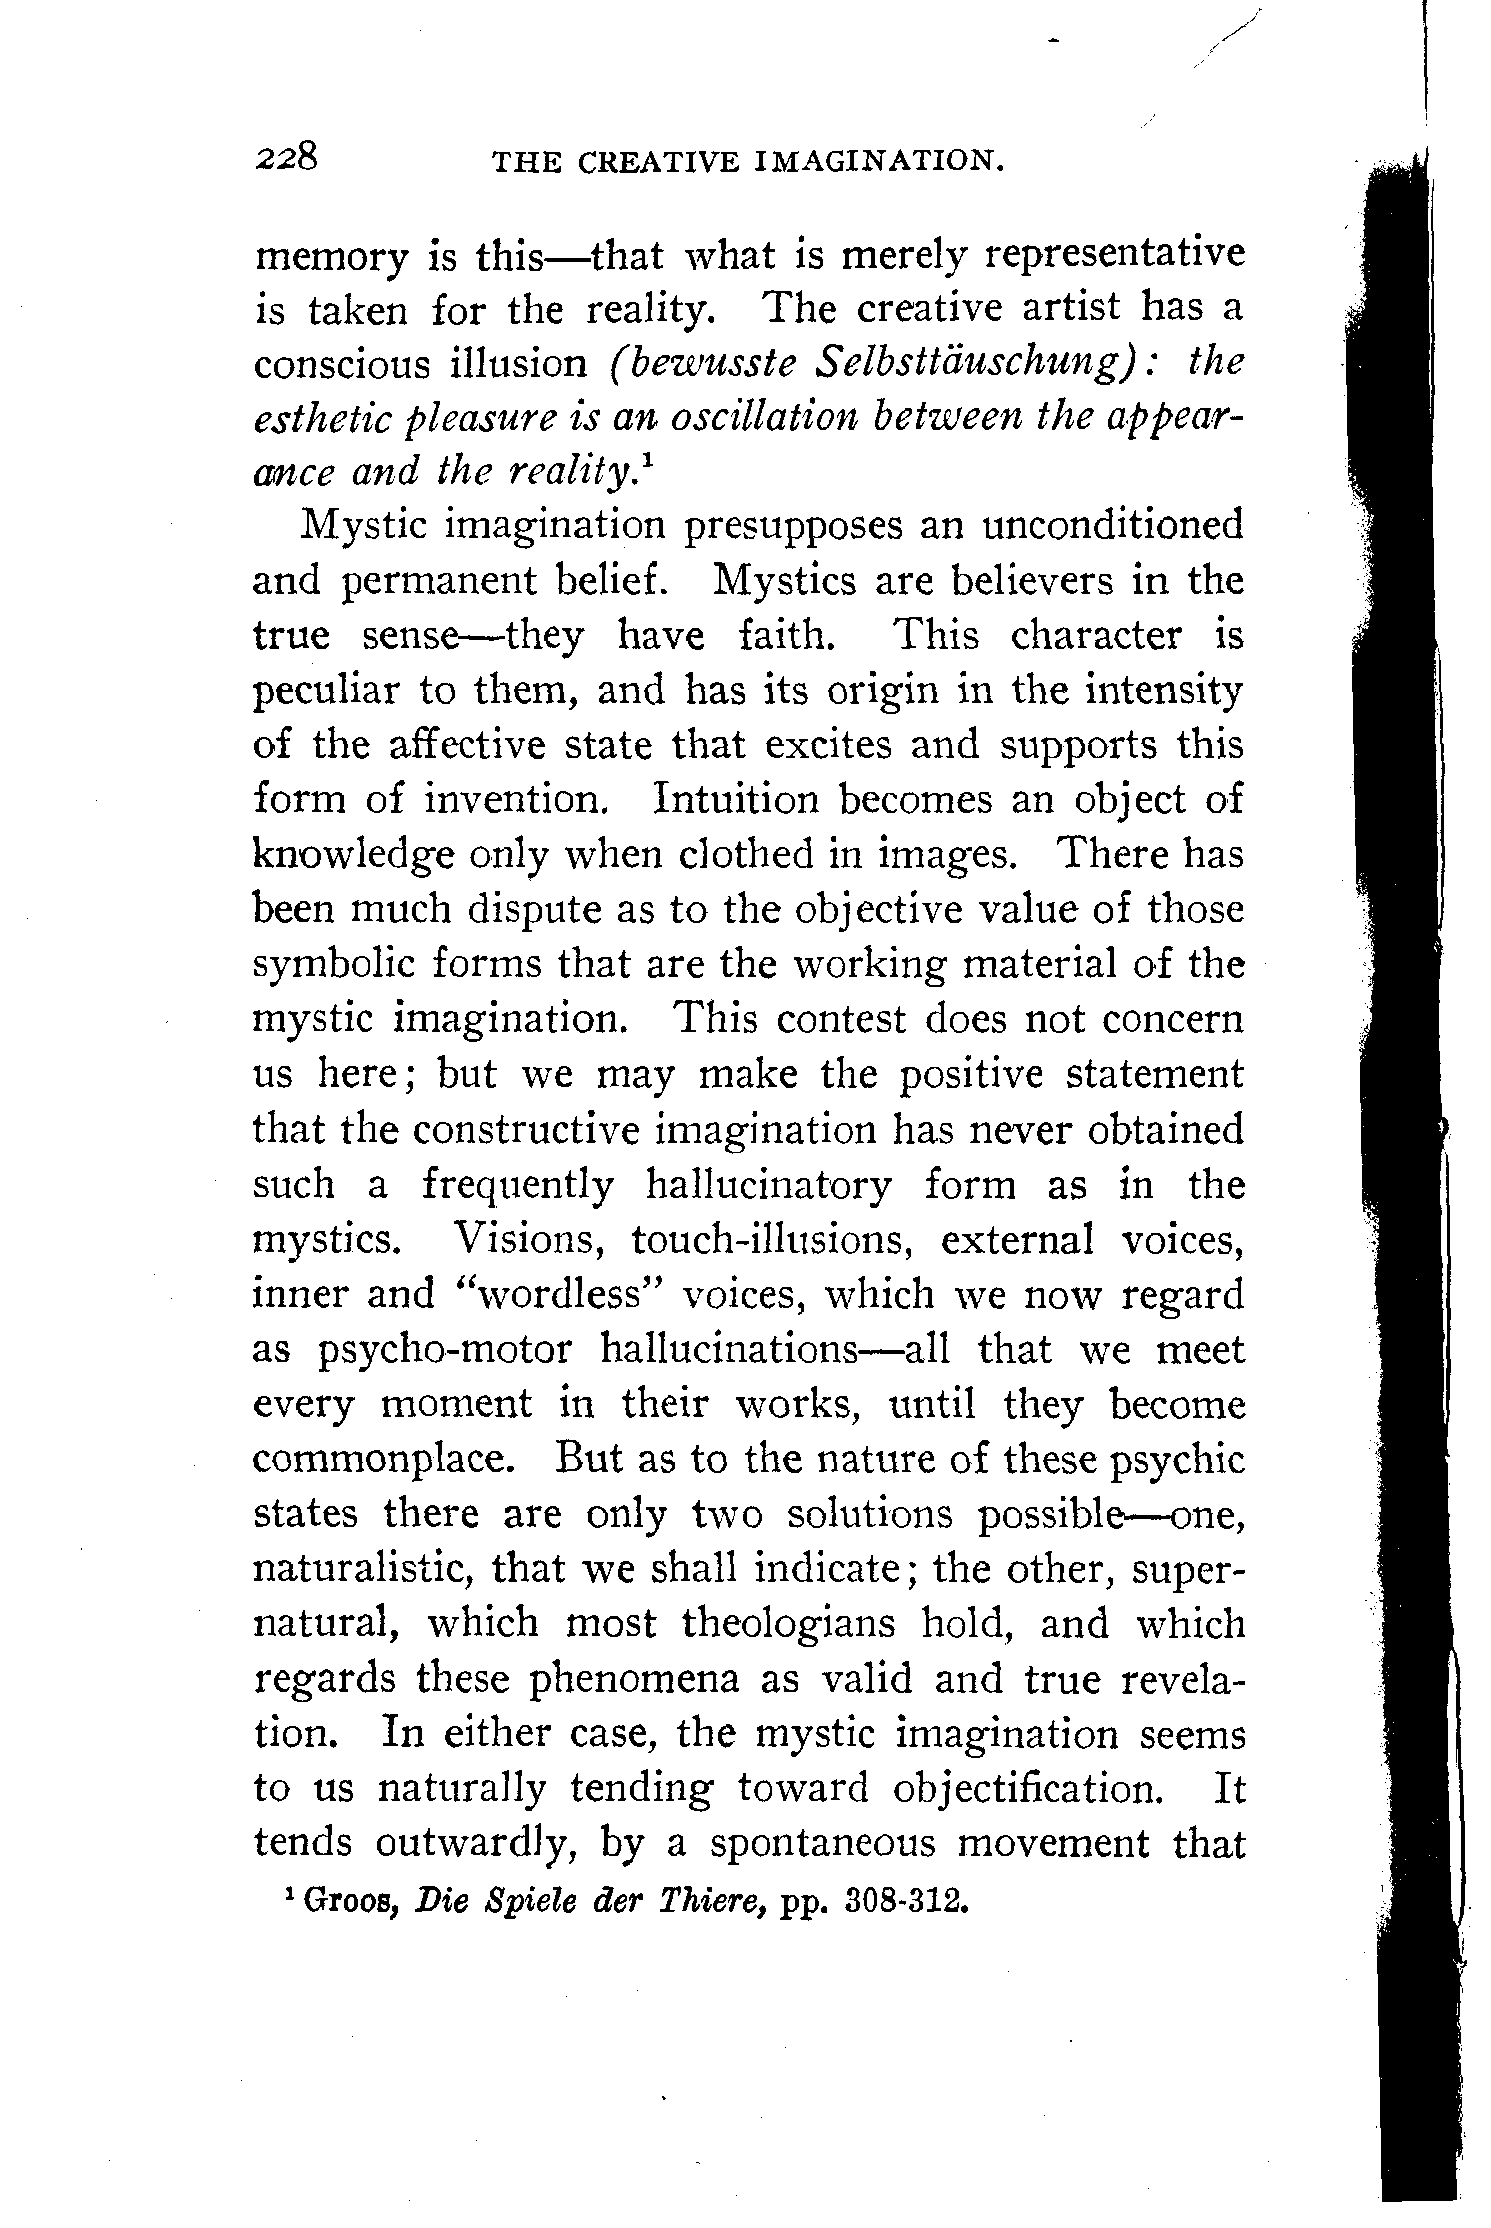 228 THE CREATIVE IMAGINATION.
memory is this—that what is merely representative
is taken for the reality. The creative artist has a
conscious illusion (bewusste Selbsttäuschung): the
esthetic pleasure is an oscillation between the appear-
ance and the reality.¹
Mystic imagination presupposes an unconditioned
and permanent belief. Mystics are believers in the
true sense—they have faith. This character is
peculiar to them, and has its origin in the intensity
of the affective state that excites and supports this
form of invention. Intuition becomes an object of
knowledge only when clothed in images. There has
been much dispute as to the objective value of those
symbolic forms that are the working material of the
mystic imagination. This contest does not concern
us here; but we may make the positive statement
that the constructive imagination has never obtained
such a frequently hallucinatory form as in the
mystics. Visions, touch-illusions, external voices,
inner and “wordless” voices, which we now regard
as psycho-motor hallucinations—all that we meet
every moment in their works, until they become
commonplace. But as to the nature of these psychic
states there are only two solutions possible—one,
naturalistic, that we shall indicate; the other, super-
natural, which most theologians hold, and which
regards these phenomena as valid and true revela-
tion. In either case, the mystic imagination seems
to us naturally tending toward objectification. It
tends outwardly, by a spontaneous movement that
¹ Groos, Die Spiele der Thiere, pp. 308-312.